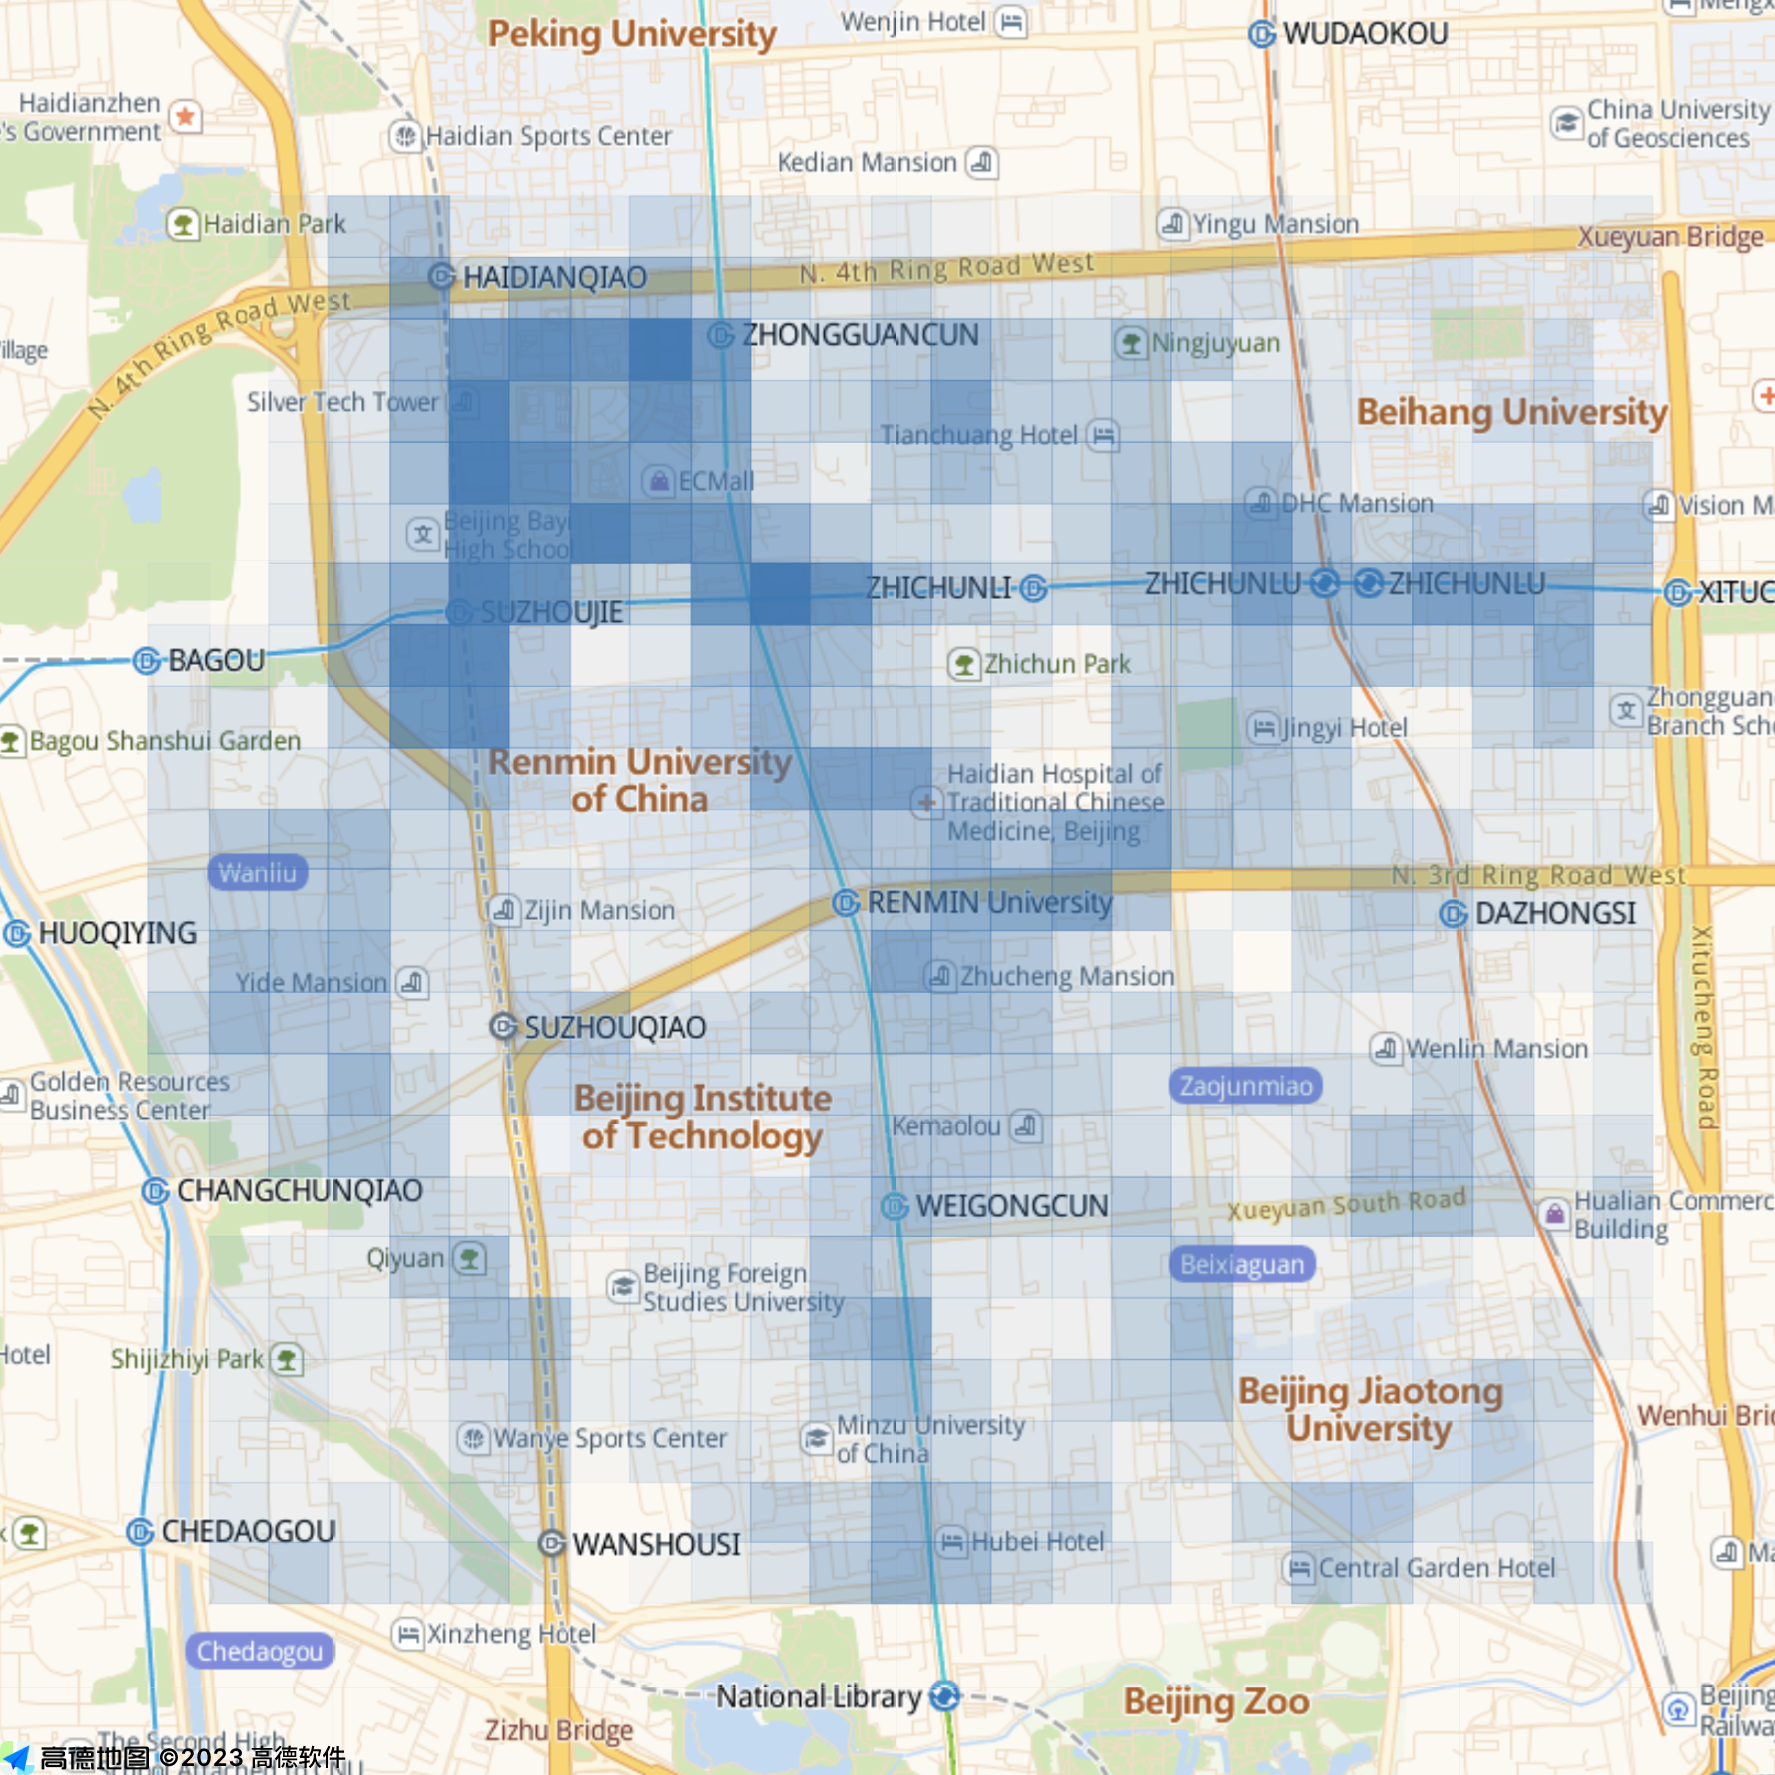 Peking University
Wenjin Hotel
WUDAOKOU
Haidianzhen
's Government
Haidian Sports Center
China University
of Geosciences
Kedian Mansion
Haidian Park
Yingu Mansion
Xueyuan Bridge
HAIDIANQIAO
N. 4th Ring Road West
N. 4th Ring Road West
ZHONGGUANCUN
Ningjuyuan
illage
Silver Tech Tower
Beihang University
Tianchuang Hotel
ECMall
DHC Mansion
Vision M
Beijing Bayi
High School
ZHICHUNLI
ZHICHUNLU
ZHICHUNLU
XITUC
SUZHOUJIE
BAGOU
Zhichun Park
Zhongguan
Branch Sch
Bagou Shanshui Garden
Jingyi Hotel
Renmin University
of China
Haidian Hospital of
Traditional Chinese
Medicine, Beijing
Wanliu
N. 3rd Ring Road West
Zijin Mansion
RENMIN University
DAZHONGSI
HUOQIYING
Xitucheng Road
Yide Mansion
Zhucheng Mansion
SUZHOUQIAO
Wenlin Mansion
Golden Resources
Business Center
Beijing Institute
of Technology
Zaojunmiao
Kemaolou
CHANGCHUNQIAO
WEIGONGCUN
Xueyuan South Road
Hualian Commerc
Building
Qiyuan
Beixiaguan
Beijing Foreign
Studies University
Hotel
Shijizhiyi Park
Beijing Jiaotong
University
Wenhui Bri
Wanye Sports Center
Minzu University
of China
CHEDAOGOU
WANSHOUSI
Hubei Hotel
Ma
Central Garden Hotel
Xinzheng Hotel
Chedaogou
National Library
Beijing Zoo
Beijing
Railwa
Zizhu Bridge
The Second High
高德地图 ©2023 高德软件